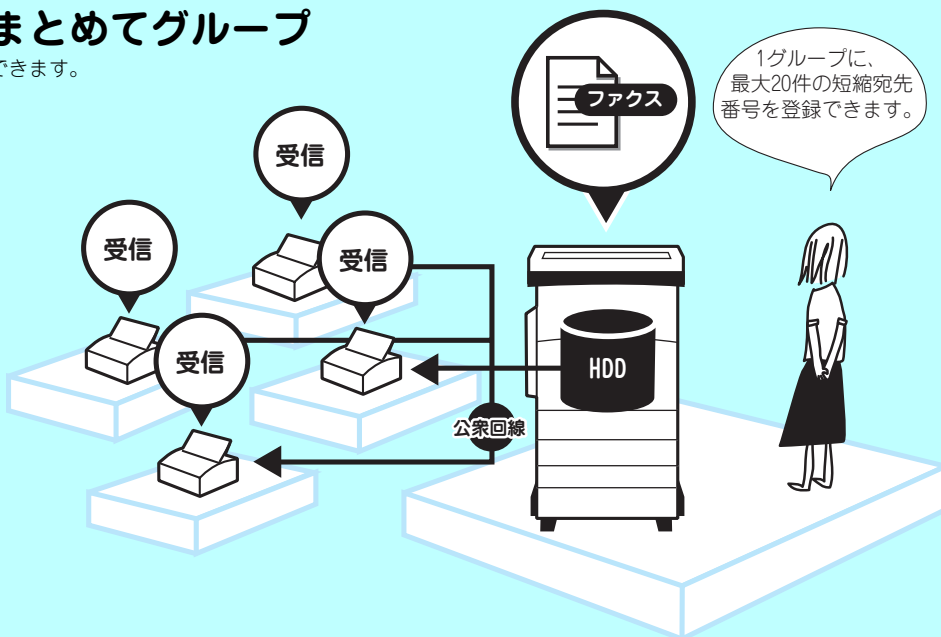 まとめてグループ
できます。
ファクス
1グループに、
最大20件の短縮宛先
番号を登録できます。
受信
受信
受信
受信
HDD
公衆回線